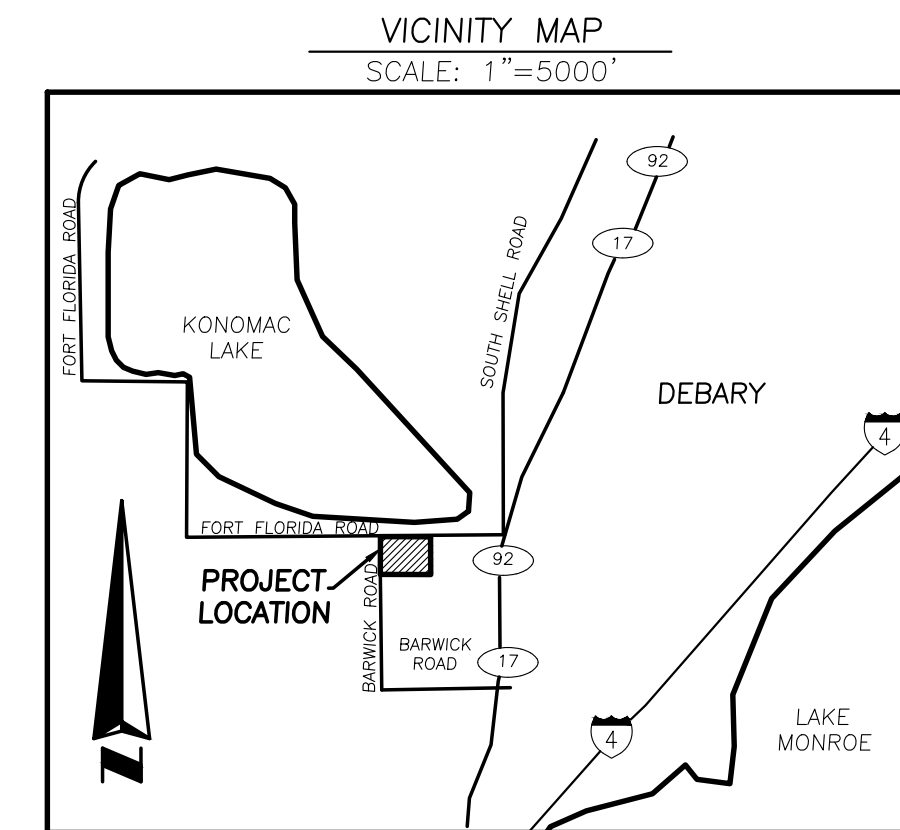 VICINITY MAP
SCALE: 1"=5000'
92
17
FORT FLORIDA ROAD
SOUTH SHELL ROAD
KONOMAC
LAKE
DEBARY
4
FORT FLORIDA ROAD
92
PROJECT
LOCATION
BARWICK ROAD
BARWICK
ROAD
17
LAKE
MONROE
4
N